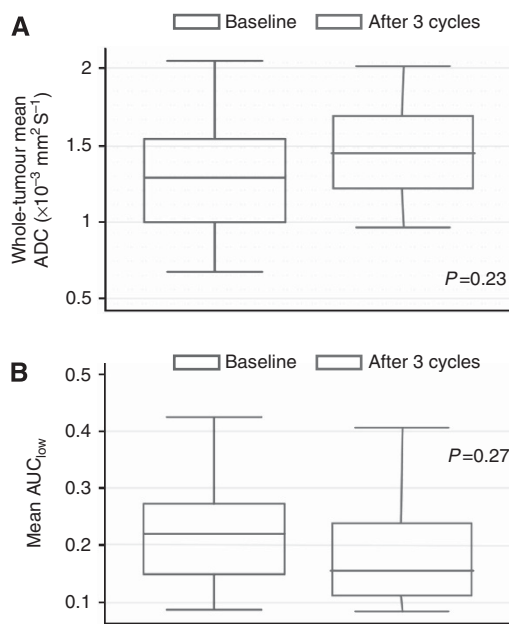 A
Baseline
After 3 cycles
Whole-tumour mean
ADC (×10⁻³ mm² S⁻¹)
2
1.5
1
0.5
P=0.23
B
Baseline
After 3 cycles
Mean AUClow
0.5
0.4
0.3
0.2
0.1
P=0.27